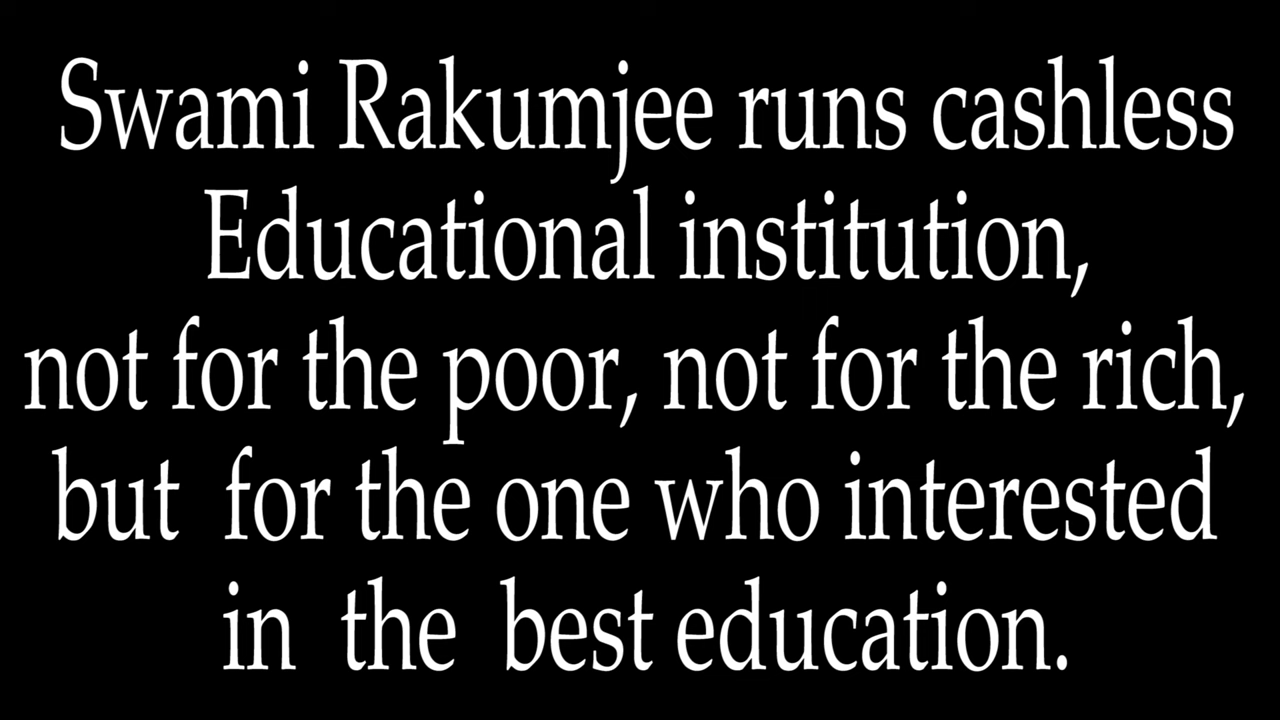 Swami Rakumjee runs cashless
Educational institution,
not for the poor, not for the rich,
but for the one who interested
in the best education.